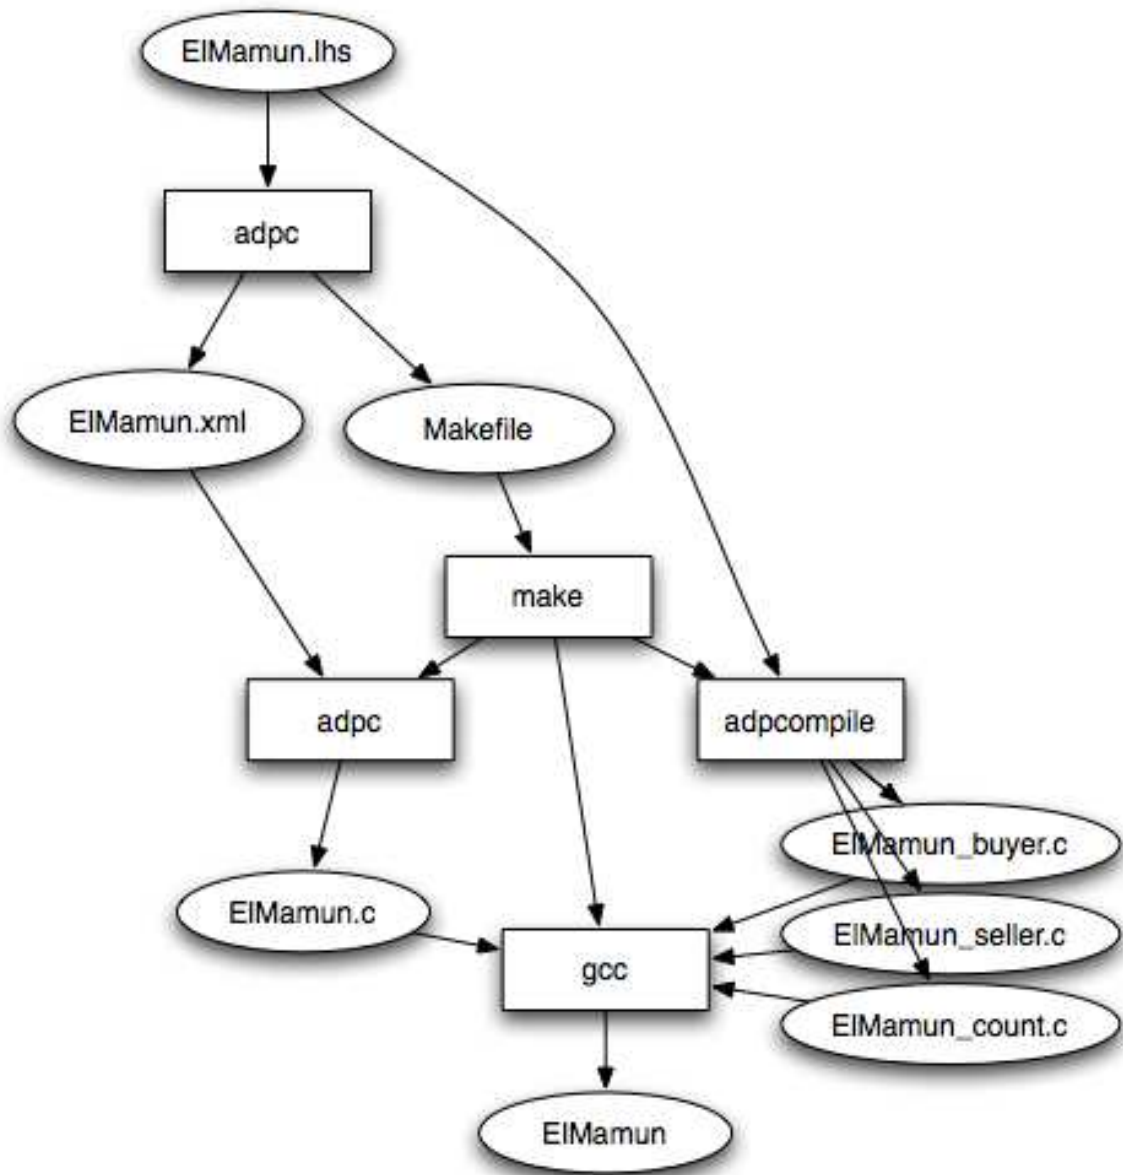 ElMamun.lhs
adpc
ElMamun.xml
Makefile
make
adpc
adpcompile
ElMamun_buyer.c
ElMamun.c
ElMamun_seller.c
gcc
ElMamun_count.c
ElMamun